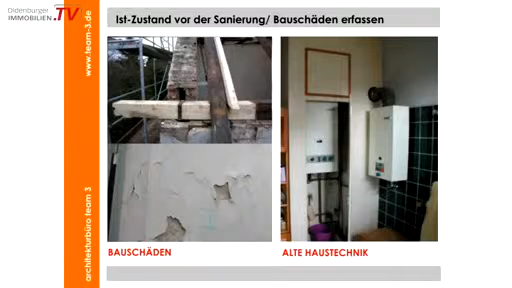 Oldenburger
IMMOBILIEN.TV
www.team-3.de
architekturbüro team 3
Ist-Zustand vor der Sanierung/ Bauschäden erfassen
BAUSCHÄDEN
ALTE HAUSTECHNIK